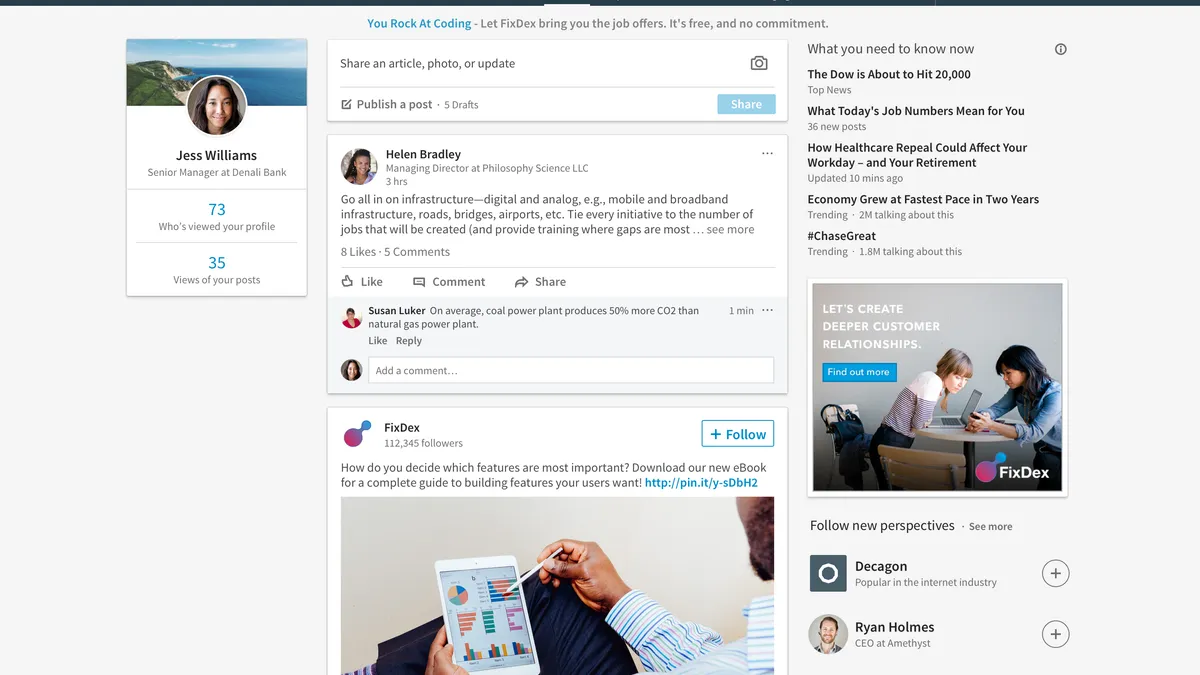 You Rock At Coding - Let FixDex bring you the job offers. It's free, and no commitment.
Jess Williams
Senior Manager at Denali Bank
73
Who's viewed your profile
35
Views of your posts
Share an article, photo, or update
Publish a post · 5 Drafts
Share
Helen Bradley
Managing Director at Philosophy Science LLC
3 hrs
Go all in on infrastructure—digital and analog, e.g., mobile and broadband
infrastructure, roads, bridges, airports, etc. Tie every initiative to the number of
jobs that will be created (and provide training where gaps are most … see more
8 Likes · 5 Comments
Like Comment Share
Susan Luker On average, coal power plant produces 50% more CO2 than 1 min
natural gas power plant.
Like Reply
Add a comment…
FixDex
112,345 followers
+ Follow
How do you decide which features are most important? Download our new eBook
for a complete guide to building features your users want! http://pin.it/y-sDbH2
What you need to know now
The Dow is About to Hit 20,000
Top News
What Today's Job Numbers Mean for You
36 new posts
How Healthcare Repeal Could Affect Your
Workday – and Your Retirement
Updated 10 mins ago
Economy Grew at Fastest Pace in Two Years
Trending · 2M talking about this
#ChaseGreat
Trending · 1.8M talking about this
LET'S CREATE
DEEPER CUSTOMER
RELATIONSHIPS.
Find out more
FixDex
Follow new perspectives · See more
Decagon
Popular in the internet industry
Ryan Holmes
CEO at Amethyst